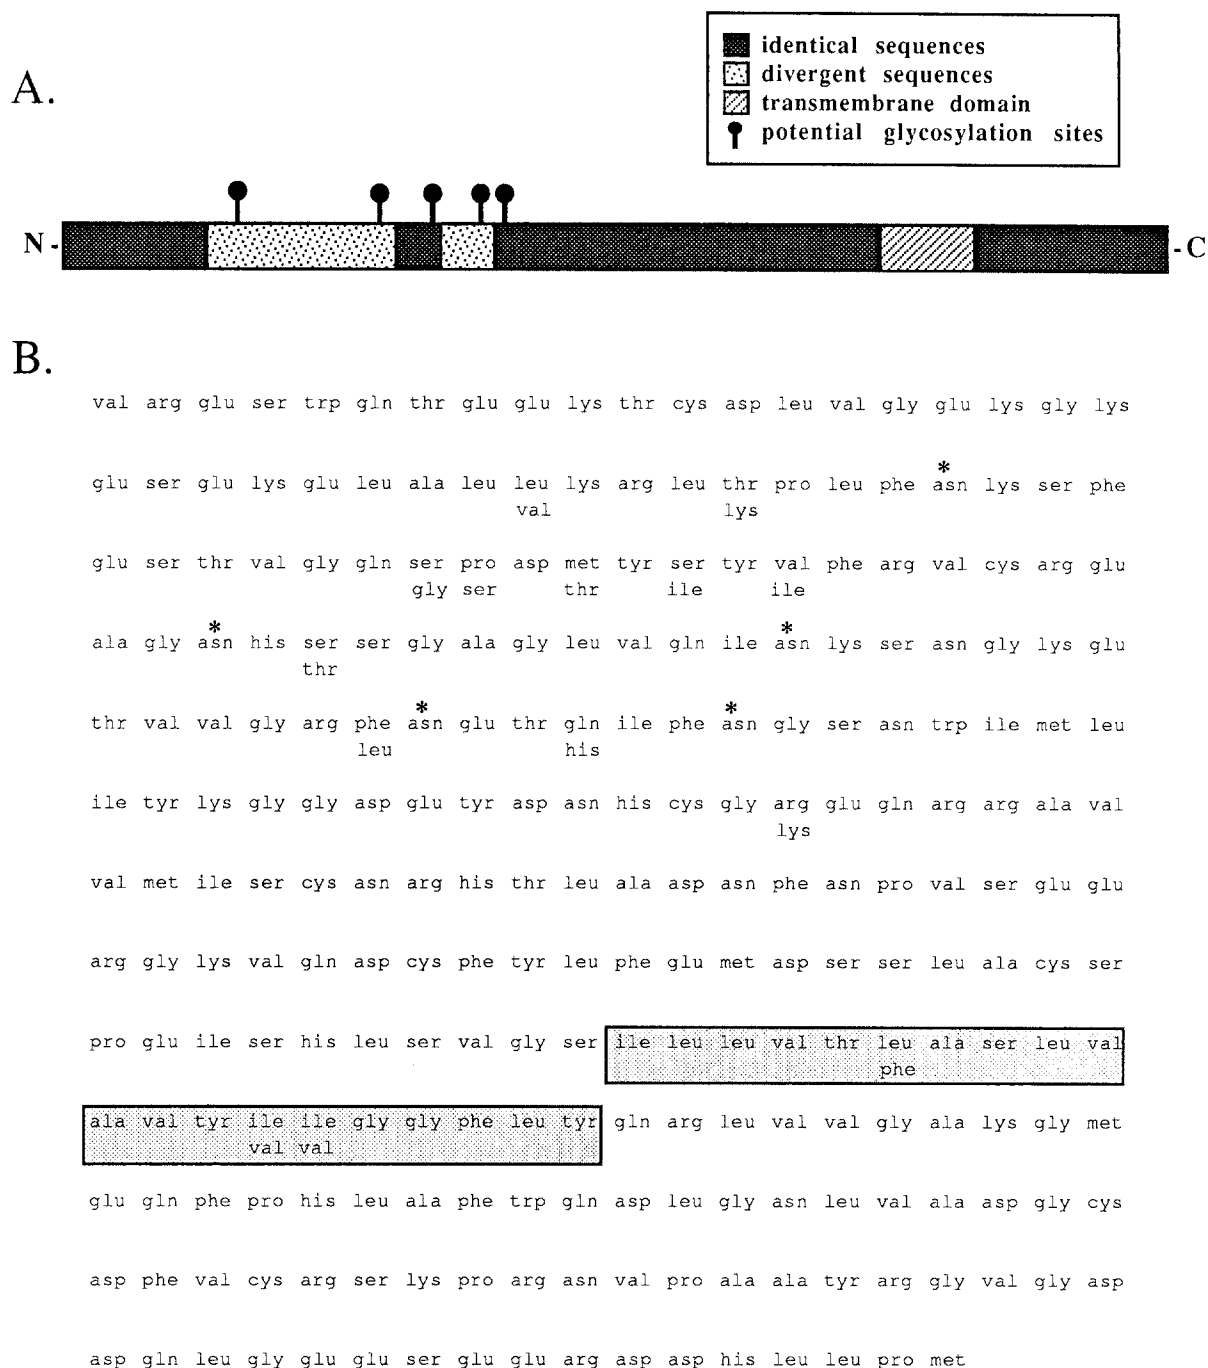 identical sequences
divergent sequences
transmembrane domain
potential glycosylation sites
A.
N -
- C
B.
val arg glu ser trp gln thr glu glu lys thr cys asp leu val gly glu lys gly lys
*
glu ser glu lys glu leu ala leu leu lys arg leu thr pro leu phe asn lys ser phe
val lys
glu ser thr val gly gln ser pro asp met tyr ser tyr val phe arg val cys arg glu
gly ser thr ile ile
* *
ala gly asn his ser ser gly ala gly leu val gln ile asn lys ser asn gly lys glu
thr
* *
thr val val gly arg phe asn glu thr gln ile phe asn gly ser asn trp ile met leu
leu his
ile tyr lys gly gly asp glu tyr asp asn his cys gly arg glu gln arg arg ala val
lys
val met ile ser cys asn arg his thr leu ala asp asn phe asn pro val ser glu glu
arg gly lys val gln asp cys phe tyr leu phe glu met asp ser ser leu ala cys ser
pro glu ile ser his leu ser val gly ser ile leu leu val thr leu ala ser leu val
phe
ala val tyr ile ile gly gly phe leu tyr gln arg leu val val gly ala lys gly met
val val
glu gln phe pro his leu ala phe trp gln asp leu gly asn leu val ala asp gly cys
asp phe val cys arg ser lys pro arg asn val pro ala ala tyr arg gly val gly asp
asp gln leu gly glu glu ser glu glu arg asp asp his leu leu pro met